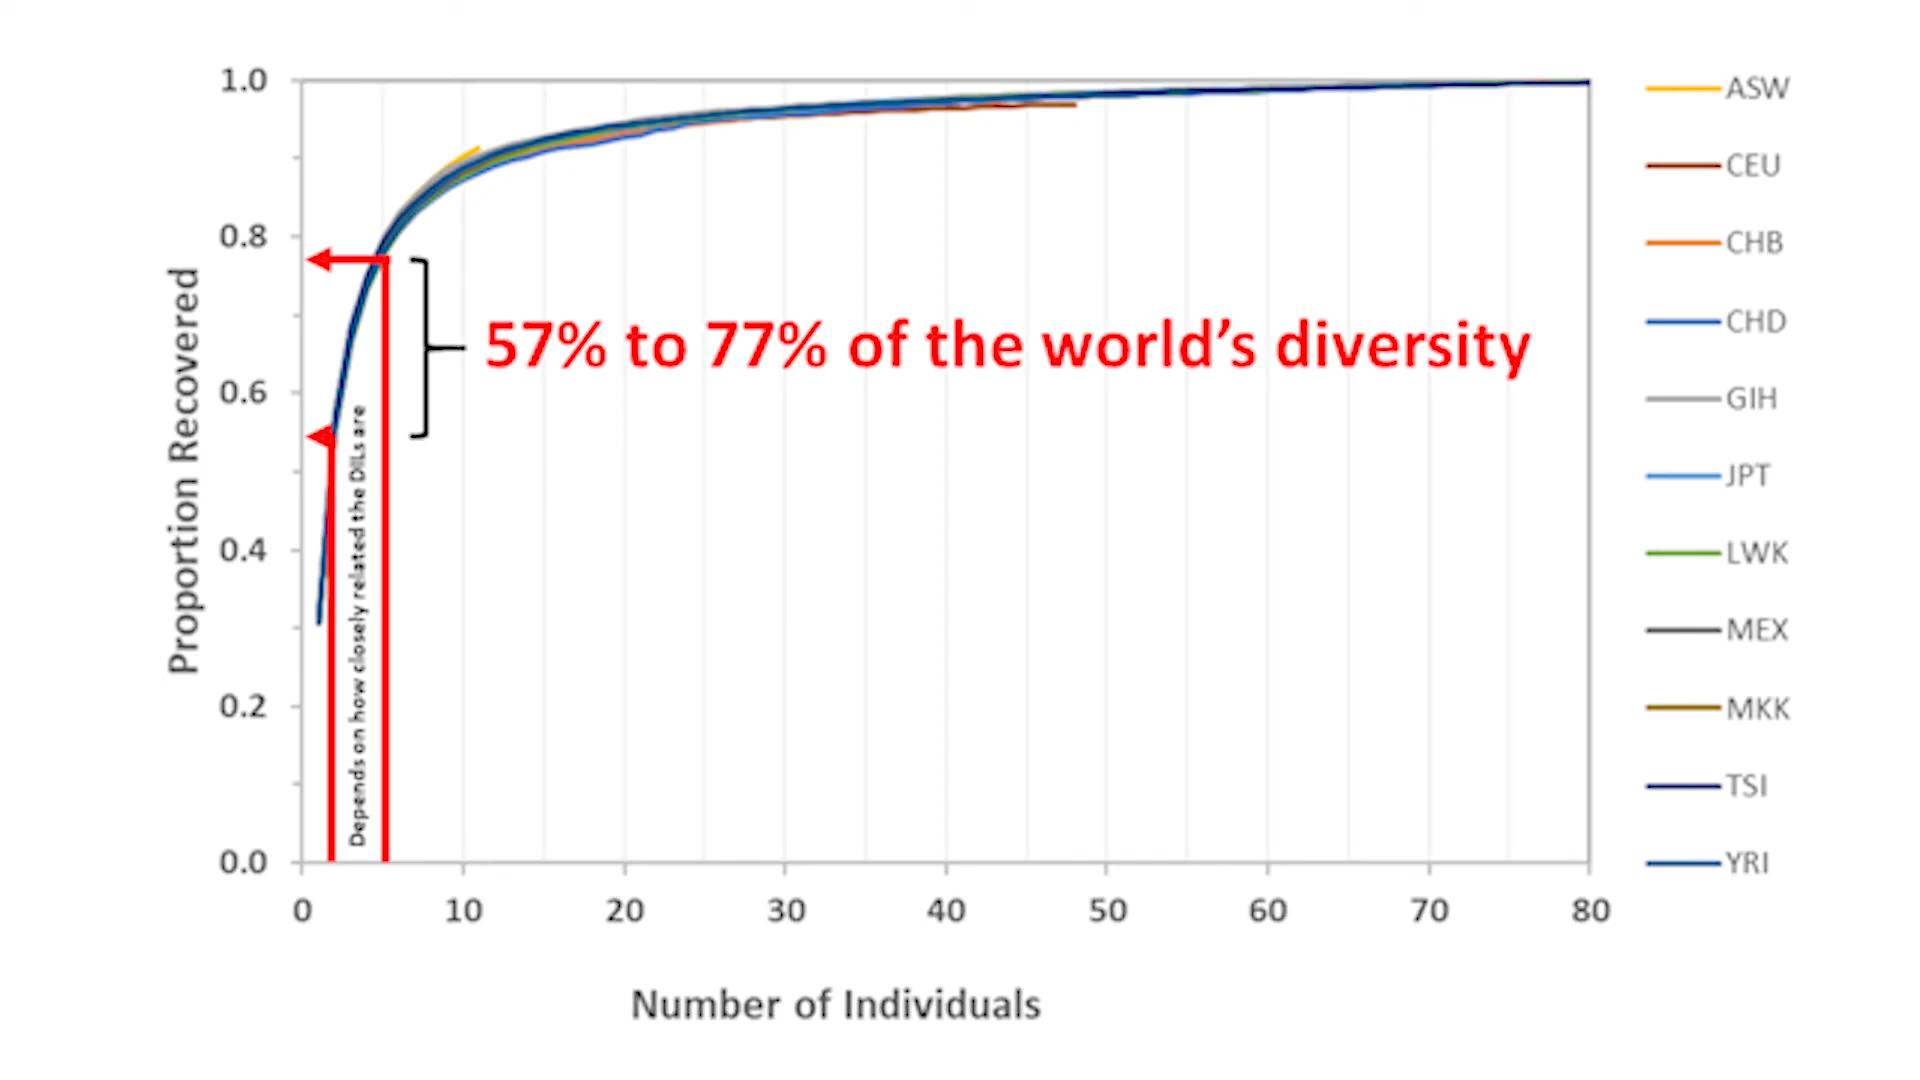 1.0
0.8
0.6
0.4
0.2
0.0
Proportion Recovered
57% to 77% of the world's diversity
Depends on how closely related the DILs are
0 10 20 30 40 50 60 70 80
Number of Individuals
ASW
CEU
CHB
CHD
GIH
JPT
LWK
MEX
MKK
TSI
YRI